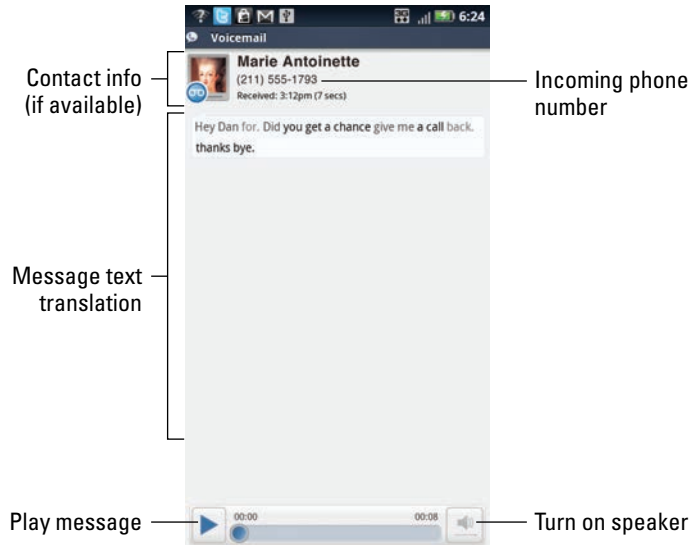 6:24
Voicemail
Marie Antoinette
(211) 555-1793
Received: 3:12pm (7 secs)
Contact info
(if available)
Incoming phone
number
Hey Dan for. Did you get a chance give me a call back.
thanks bye.
Message text
translation
Play message
00:00
00:08
Turn on speaker